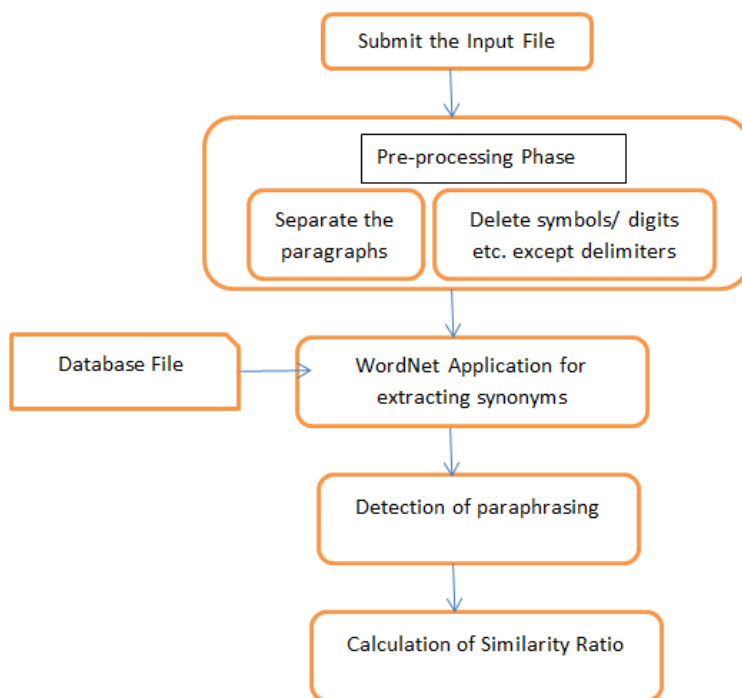 Submit the Input File
Pre-processing Phase
Separate the
paragraphs
Delete symbols/ digits
etc. except delimiters
Database File
WordNet Application for
extracting synonyms
Detection of paraphrasing
Calculation of Similarity Ratio